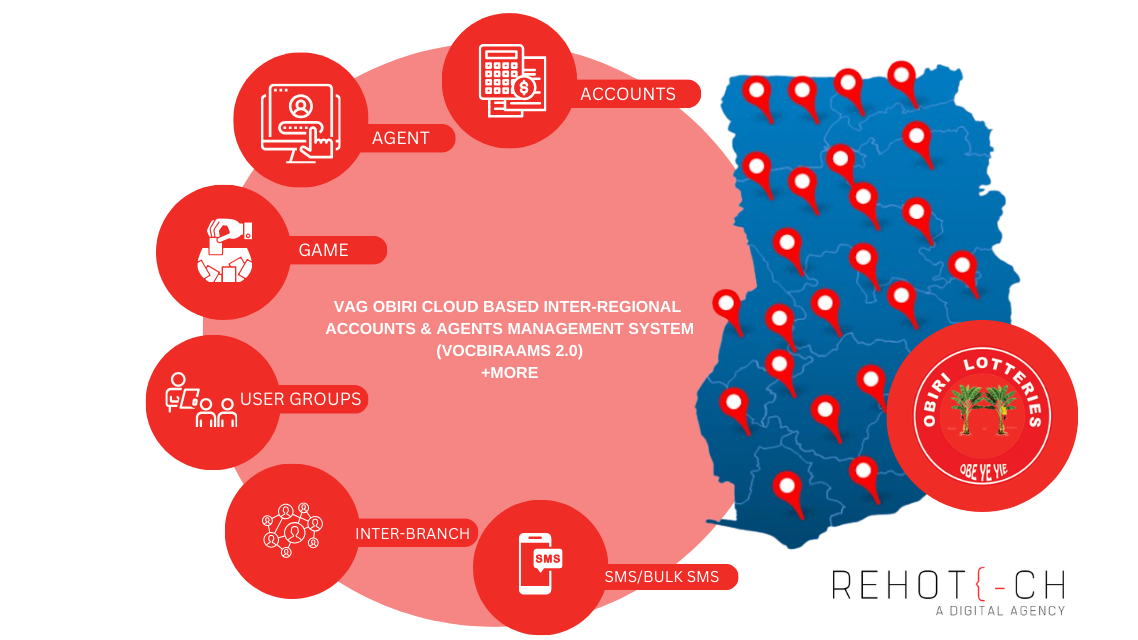 ACCOUNTS
AGENT
GAME
VAG OBIRI CLOUD BASED INTER-REGIONAL
ACCOUNTS & AGENTS MANAGEMENT SYSTEM
(VOCBIRAAMS 2.0)
+MORE
USER GROUPS
INTER-BRANCH
SMS
SMS/BULK SMS
$
OBIRI LOTTERIES
OBE YE YIE
REHOT{-CH
A DIGITAL AGENCY